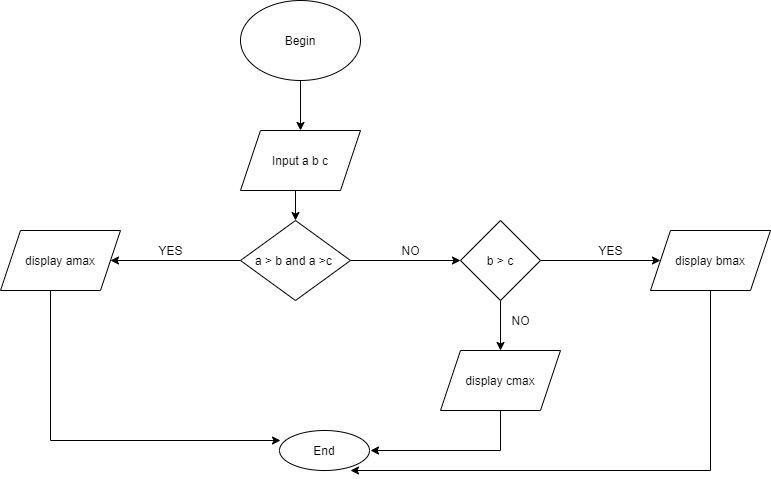 Begin
Input a b c
a > b and a >c
YES
display amax
NO
b > c
YES
display bmax
NO
display cmax
End